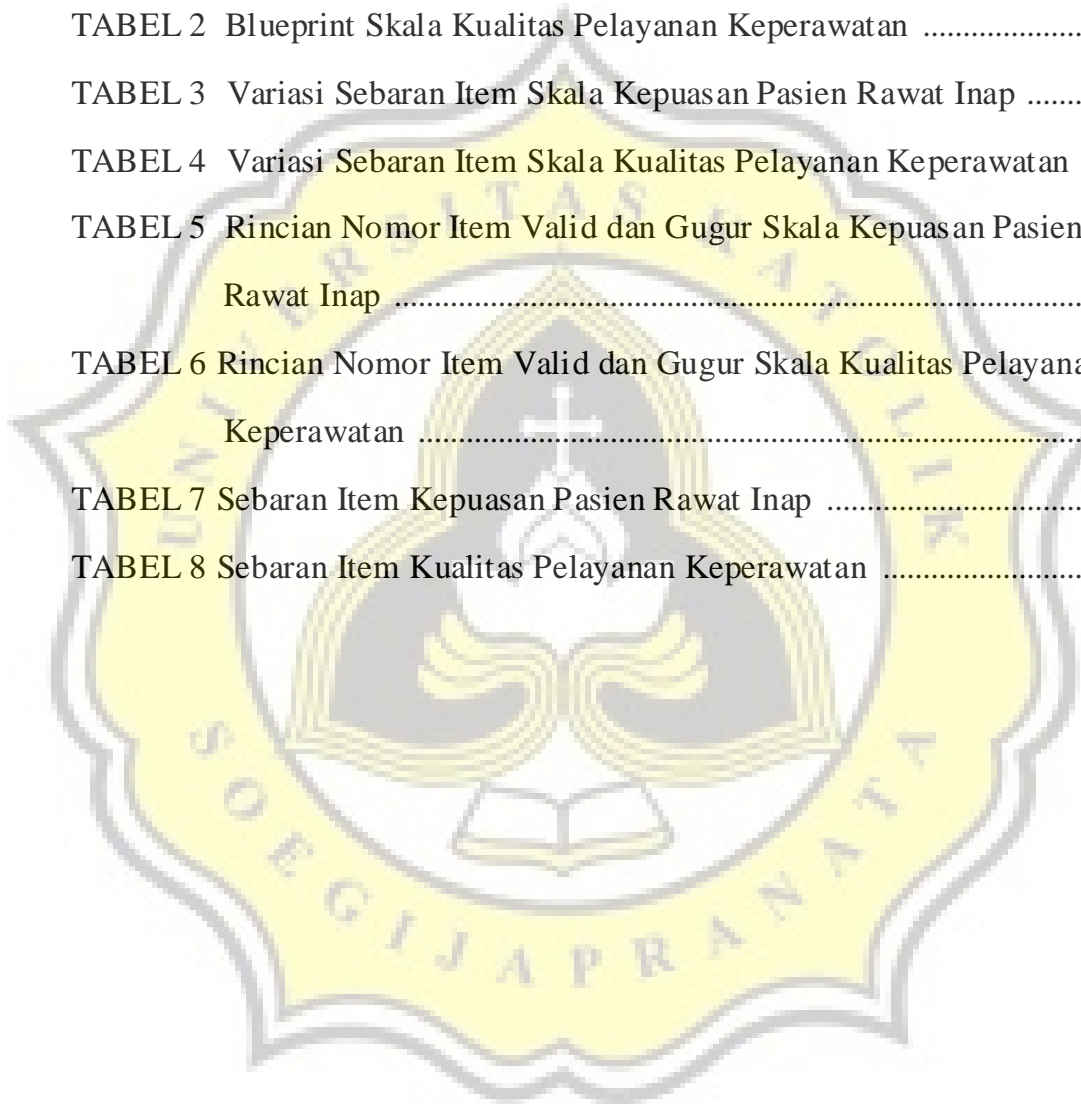 TABEL 2 Blueprint Skala Kualitas Pelayanan Keperawatan ....................
TABEL 3 Variasi Sebaran Item Skala Kepuasan Pasien Rawat Inap .......
TABEL 4 Variasi Sebaran Item Skala Kualitas Pelayanan Keperawatan
TABEL 5 Rincian Nomor Item Valid dan Gugur Skala Kepuasan Pasien
Rawat Inap ....................................................................................
TABEL 6 Rincian Nomor Item Valid dan Gugur Skala Kualitas
Keperawatan .................................................................................
TABEL 7 Sebaran Item Kepuasan Pasien Rawat Inap ...............................
TABEL 8 Sebaran Item Kualitas Pelayanan Keperawatan ........................
UNIVERSITAS KATOLIK
SOEGIJAPRANATA